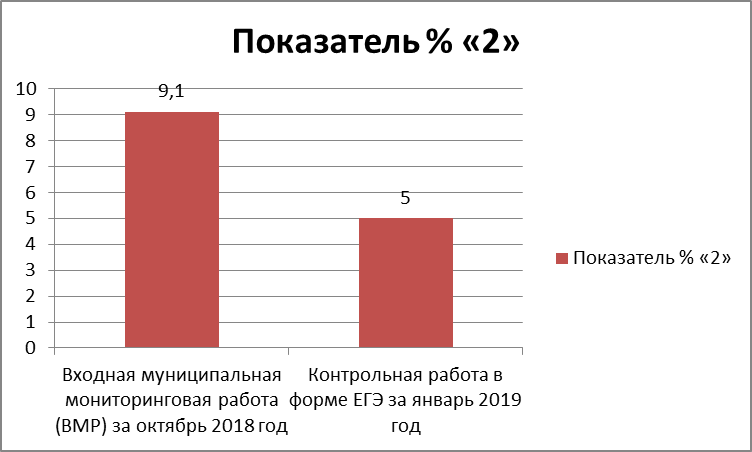 Показатель % «2»
10
9
8
7
6
5
4
3
2
1
0
9,1
5
Входная муниципальная
мониторинговая работа
(ВМР) за октябрь 2018 год
Контрольная работа в
форме ЕГЭ за январь 2019
год
Показатель % «2»